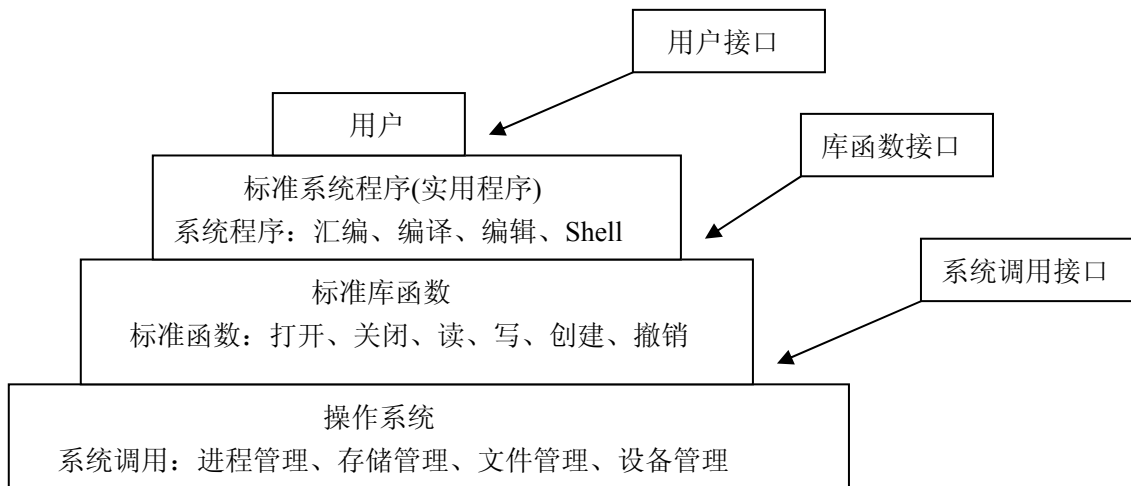 用户接口
用户
库函数接口
标准系统程序(实用程序)
系统程序：汇编、编译、编辑、Shell
系统调用接口
标准库函数
标准函数：打开、关闭、读、写、创建、撤销
操作系统
系统调用：进程管理、存储管理、文件管理、设备管理